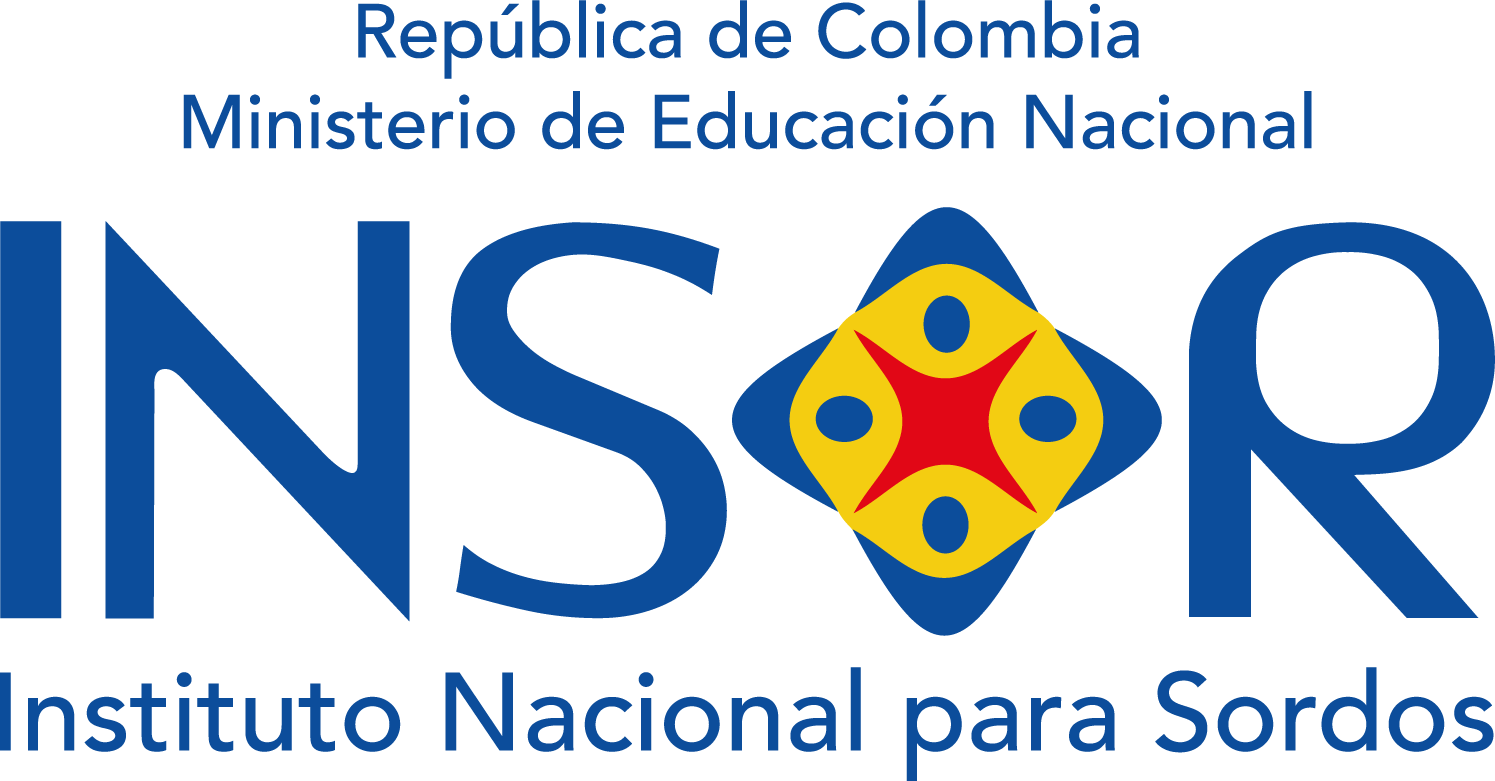 República de Colombia
Ministerio de Educación Nacional
INSOR
Instituto Nacional para Sordos